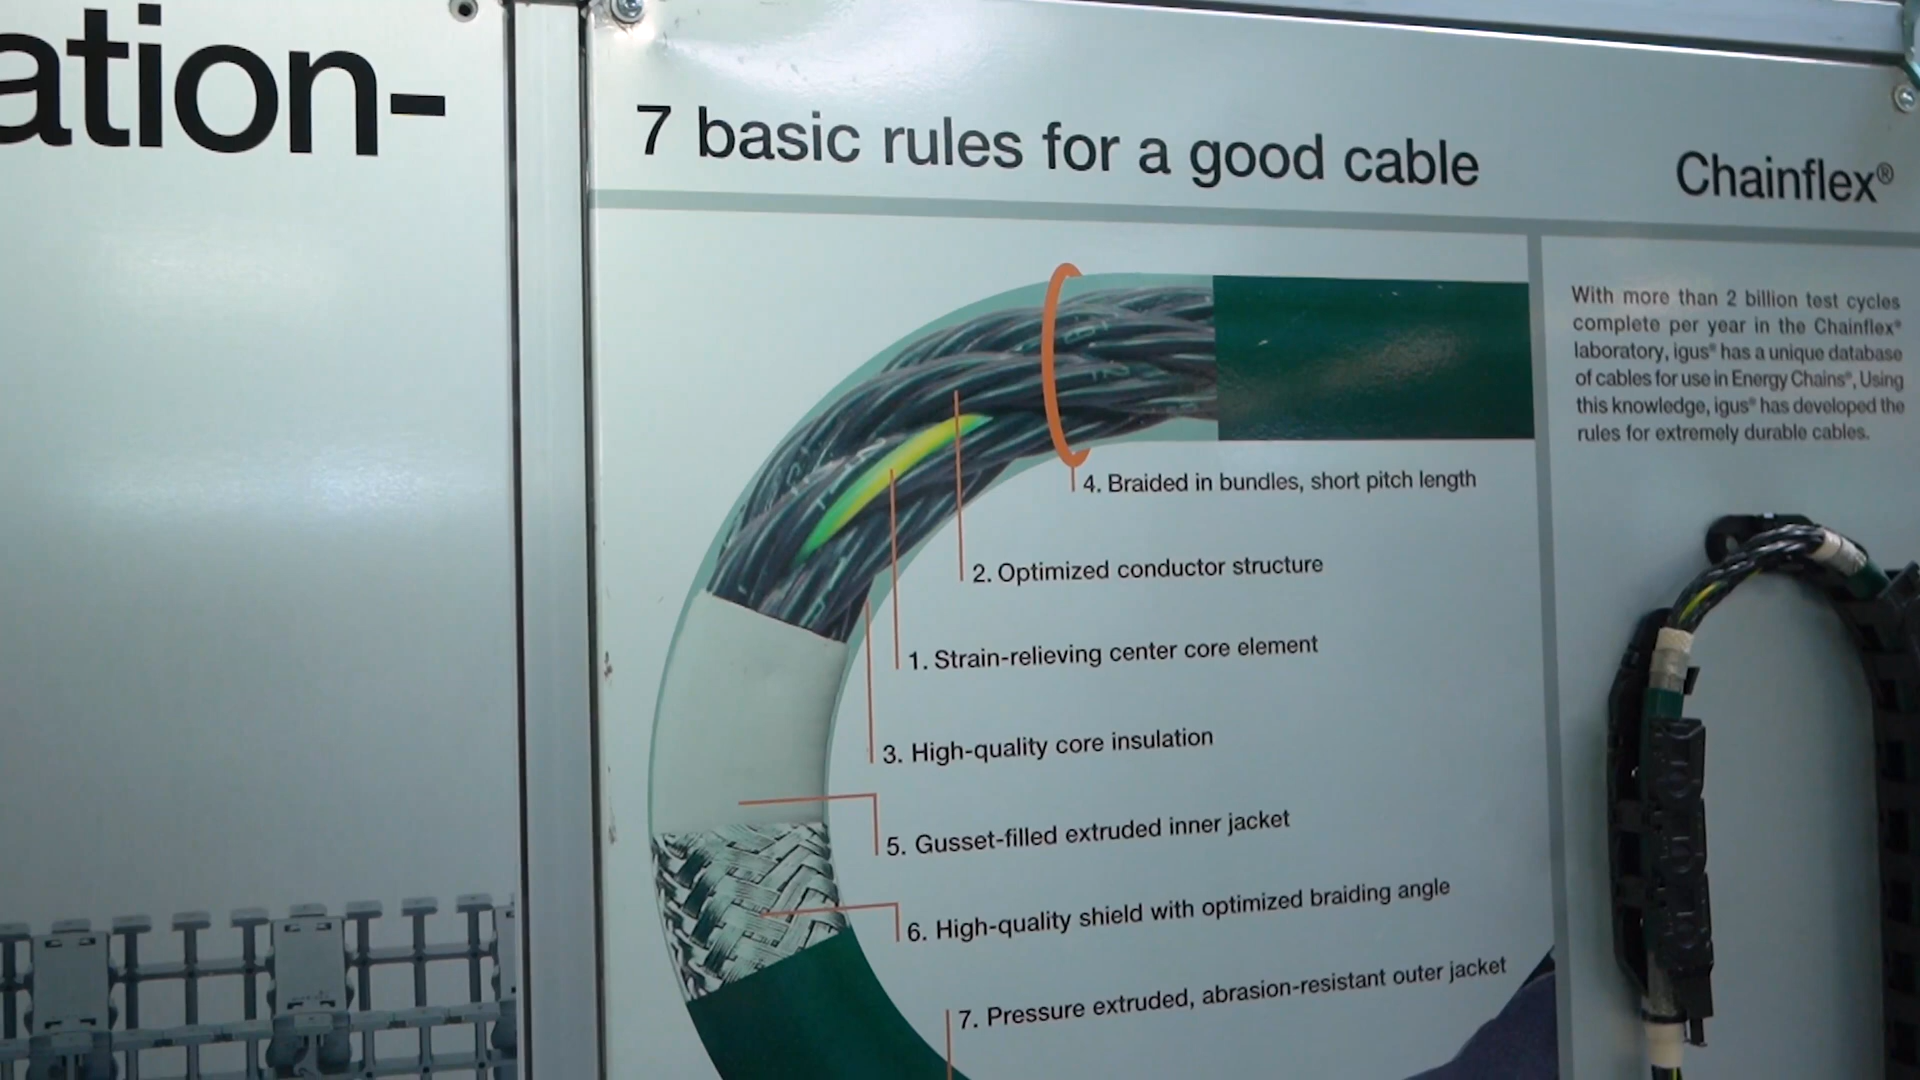 ation-
7 basic rules for a good cable
Chainflex®
With more than 2 billion test cycles
complete per year in the Chainflex®
laboratory, igus® has a unique database
of cables for use in Energy Chains®, Using
this knowledge, igus® has developed the
rules for extremely durable cables.
4. Braided in bundles, short pitch length
2. Optimized conductor structure
1. Strain-relieving center core element
3. High-quality core insulation
5. Gusset-filled extruded inner jacket
6. High-quality shield with optimized braiding angle
7. Pressure extruded, abrasion-resistant outer jacket